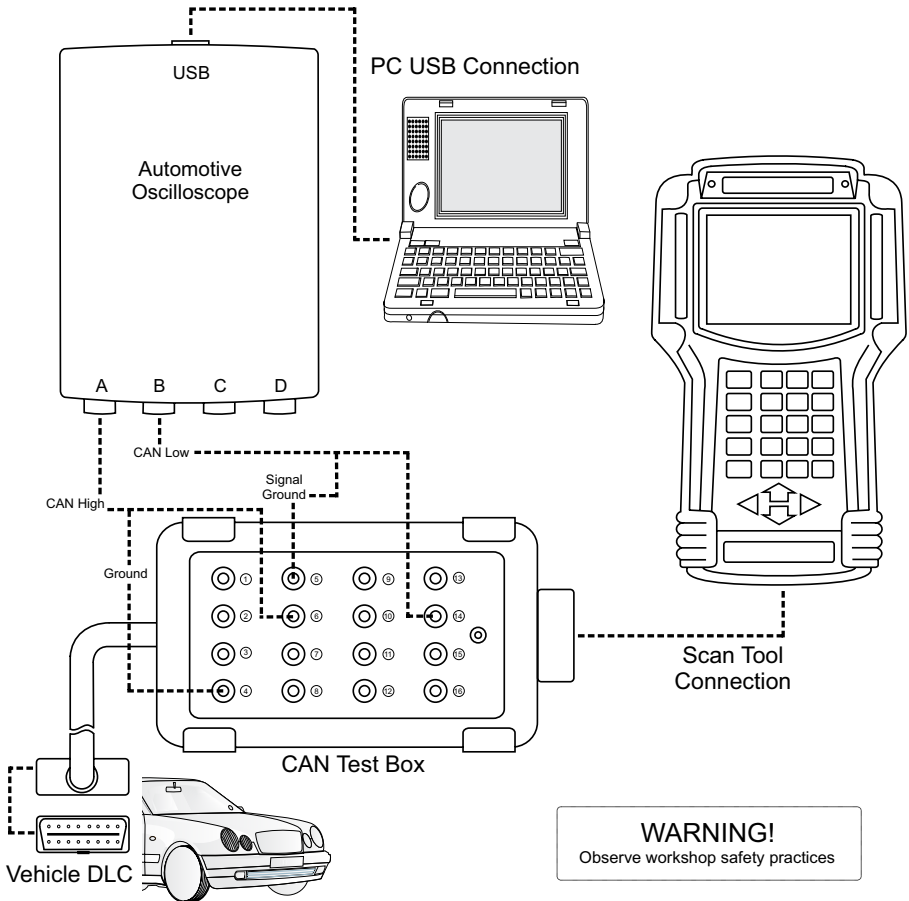 USB
PC USB Connection
Automotive
Oscilloscope
A B C D
CAN Low
Signal
Ground
CAN High
Ground
1 5 9 13
2 6 10 14
3 7 11 15
4 8 12 16
Scan Tool
Connection
CAN Test Box
Vehicle DLC
WARNING!
Observe workshop safety practices